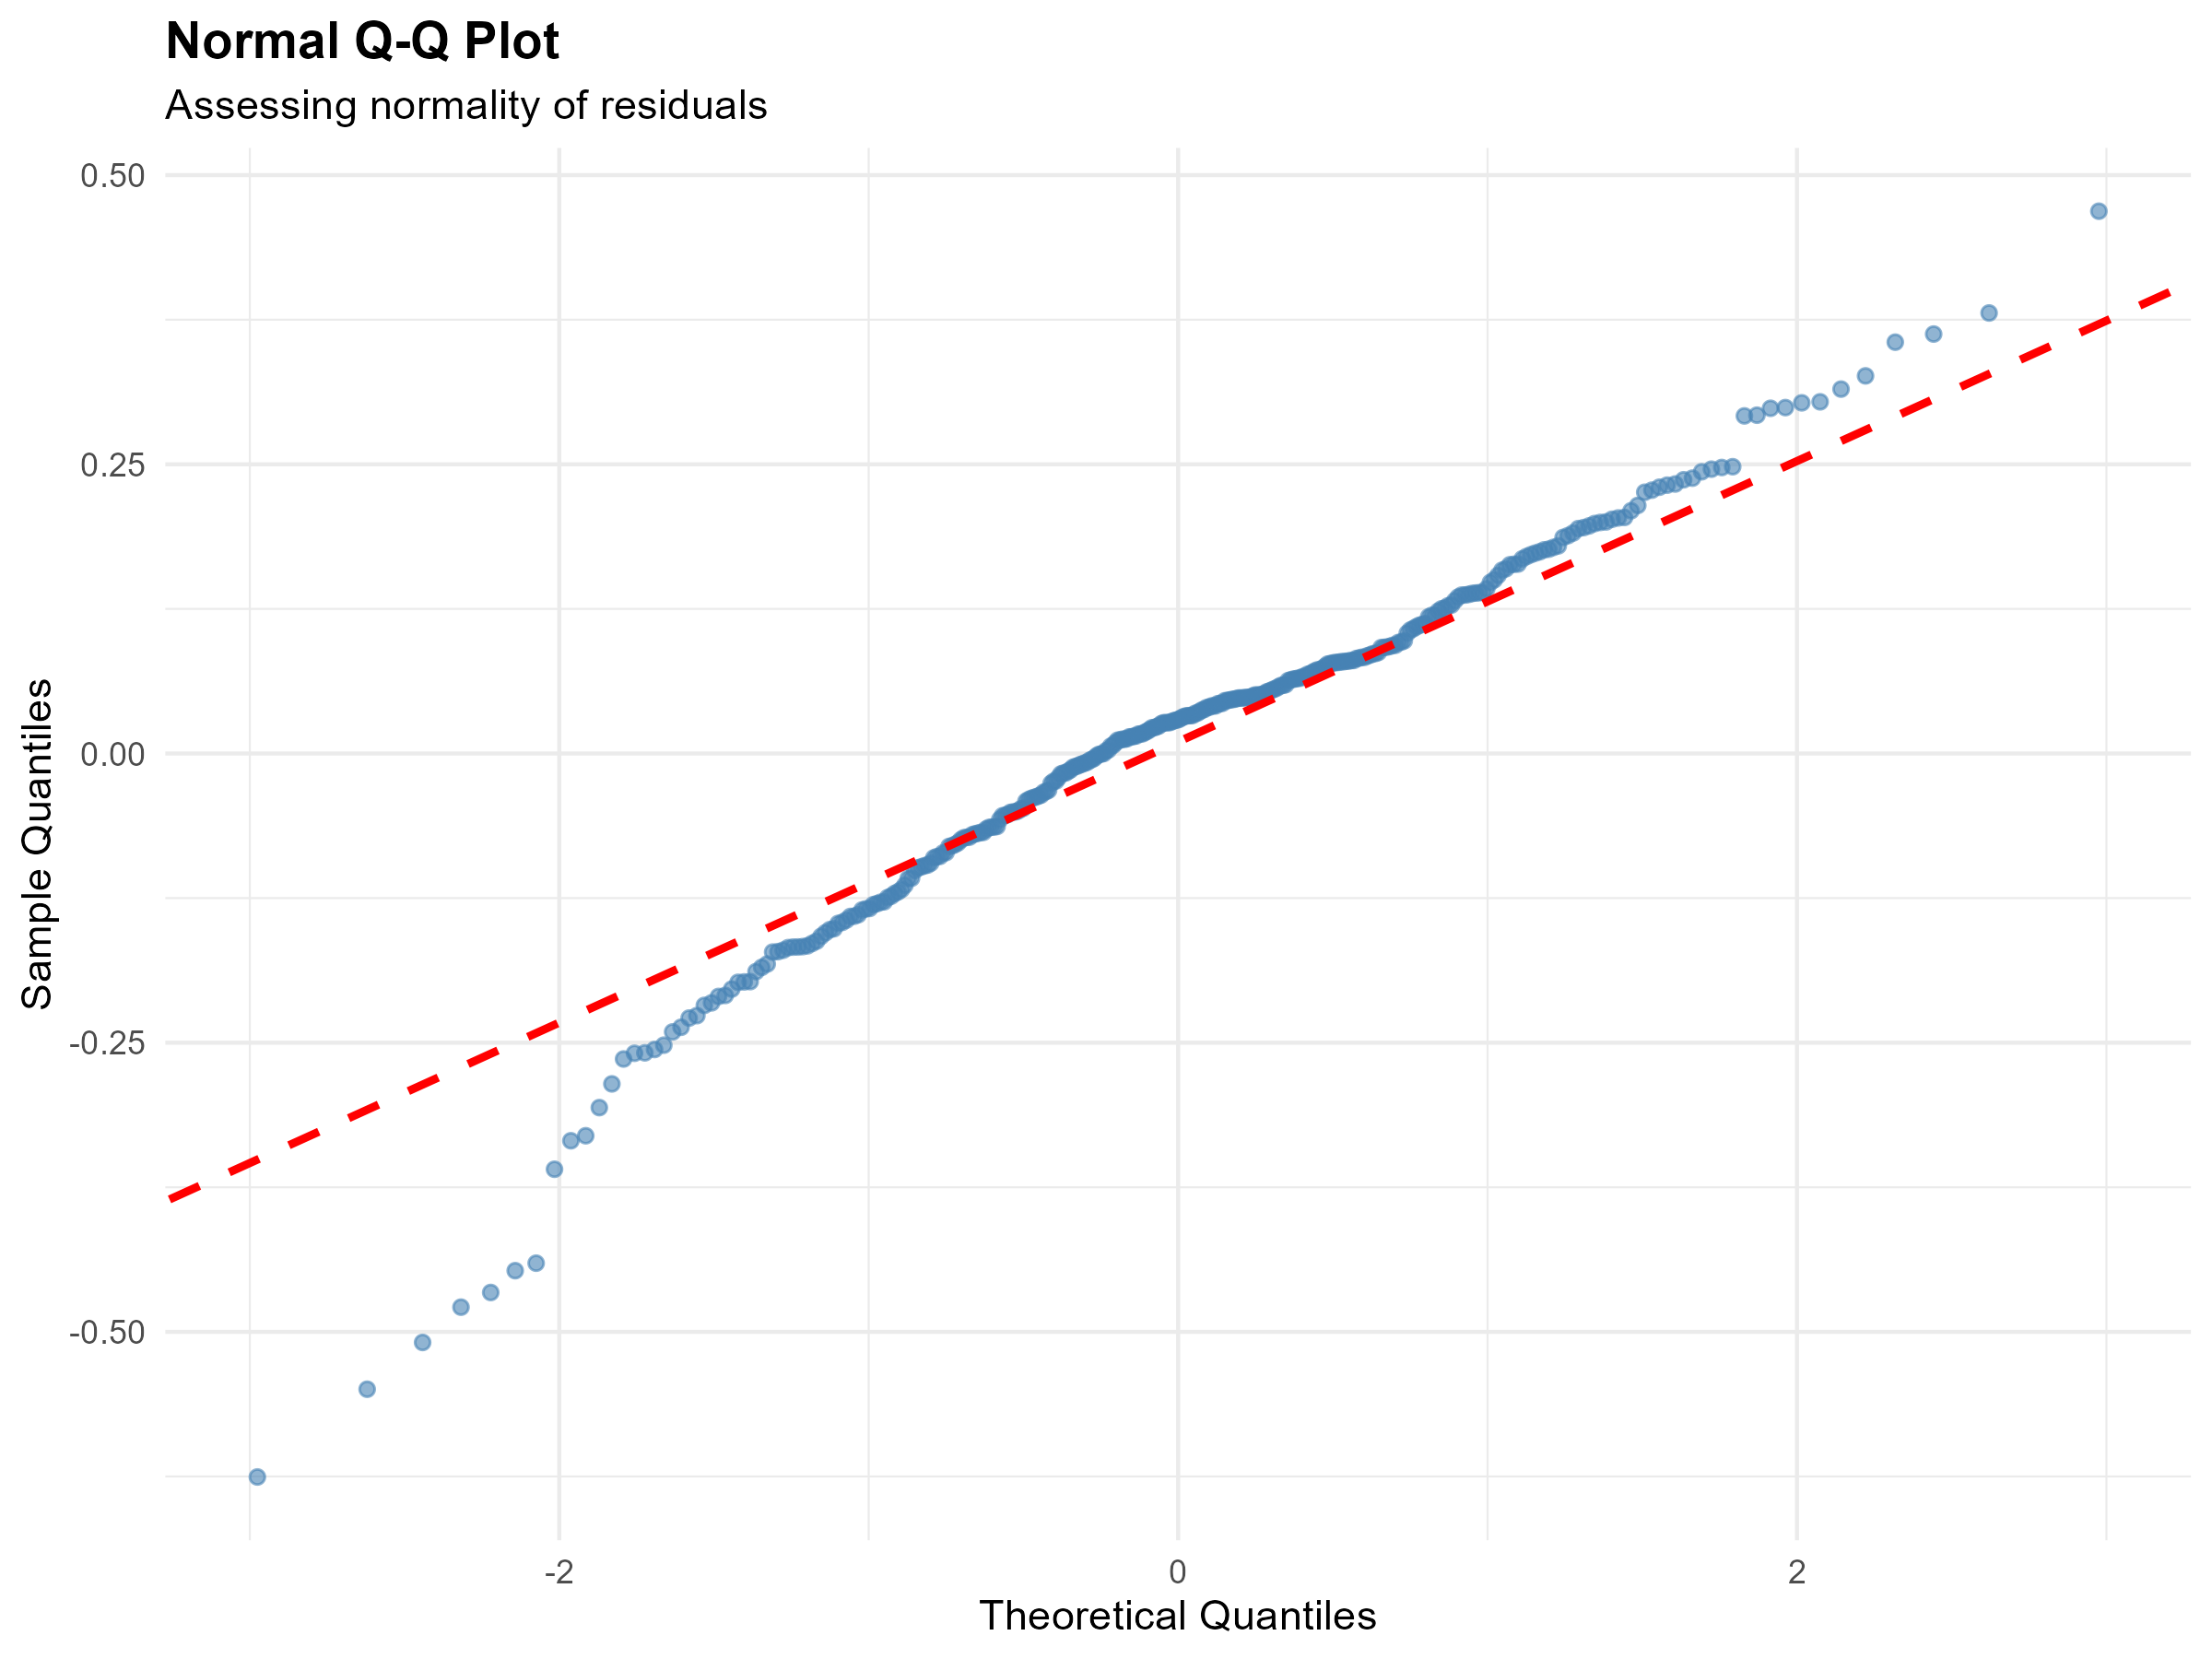 Normal Q-Q Plot
Assessing normality of residuals
0.50
0.25
0.00
-0.25
-0.50
Sample Quantiles
-2
0
2
Theoretical Quantiles